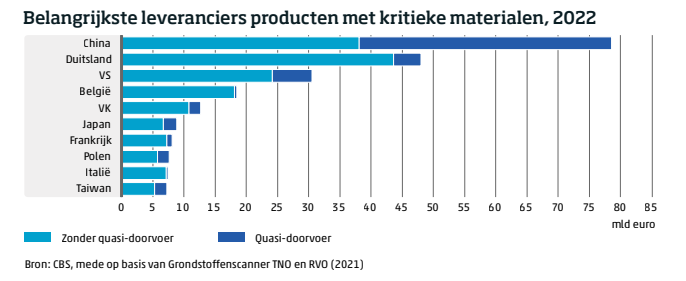 Belangrijkste leveranciers producten met kritieke materialen, 2022
China
Duitsland
VS
België
VK
Japan
Frankrijk
Polen
Italië
Taiwan
0 5 10 15 20 25 30 35 40 45 50 55 60 65 70 75 80 85
mld euro
Zonder quasi-doorvoer Quasi-doorvoer
Bron: CBS, mede op basis van Grondstoffenscanner TNO en RVO (2021)